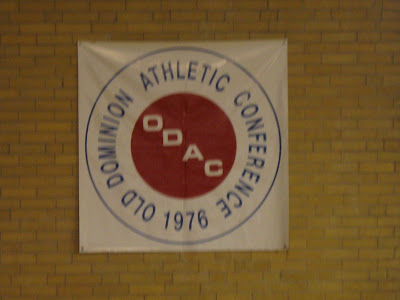 OLD DOMINION ATHLETIC CONFERENCE
ODAC
1976